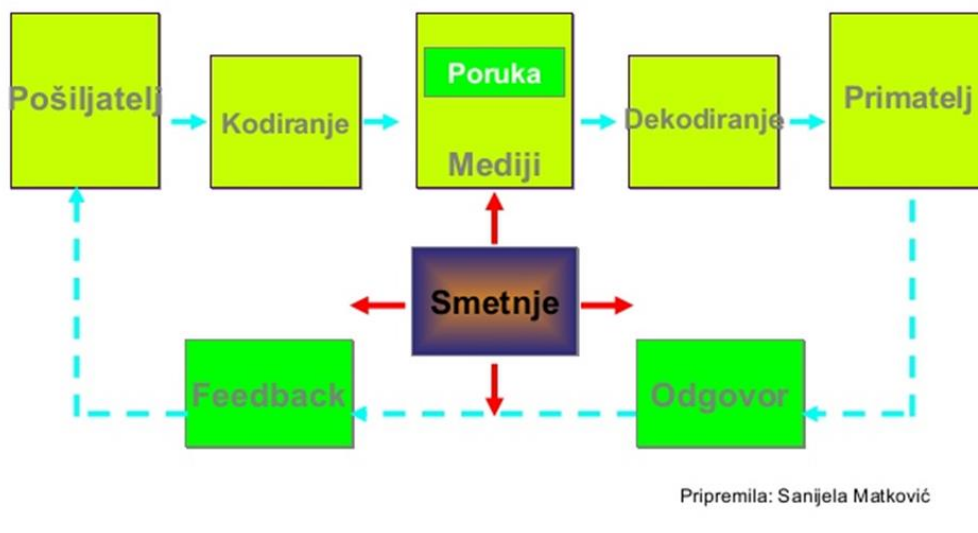 Pošiljatelj
Kodiranje
Poruka
Mediji
Dekodiranje
Primatelj
Smetnje
Feedback
Odgovor
Pripremila: Sanijela Matković